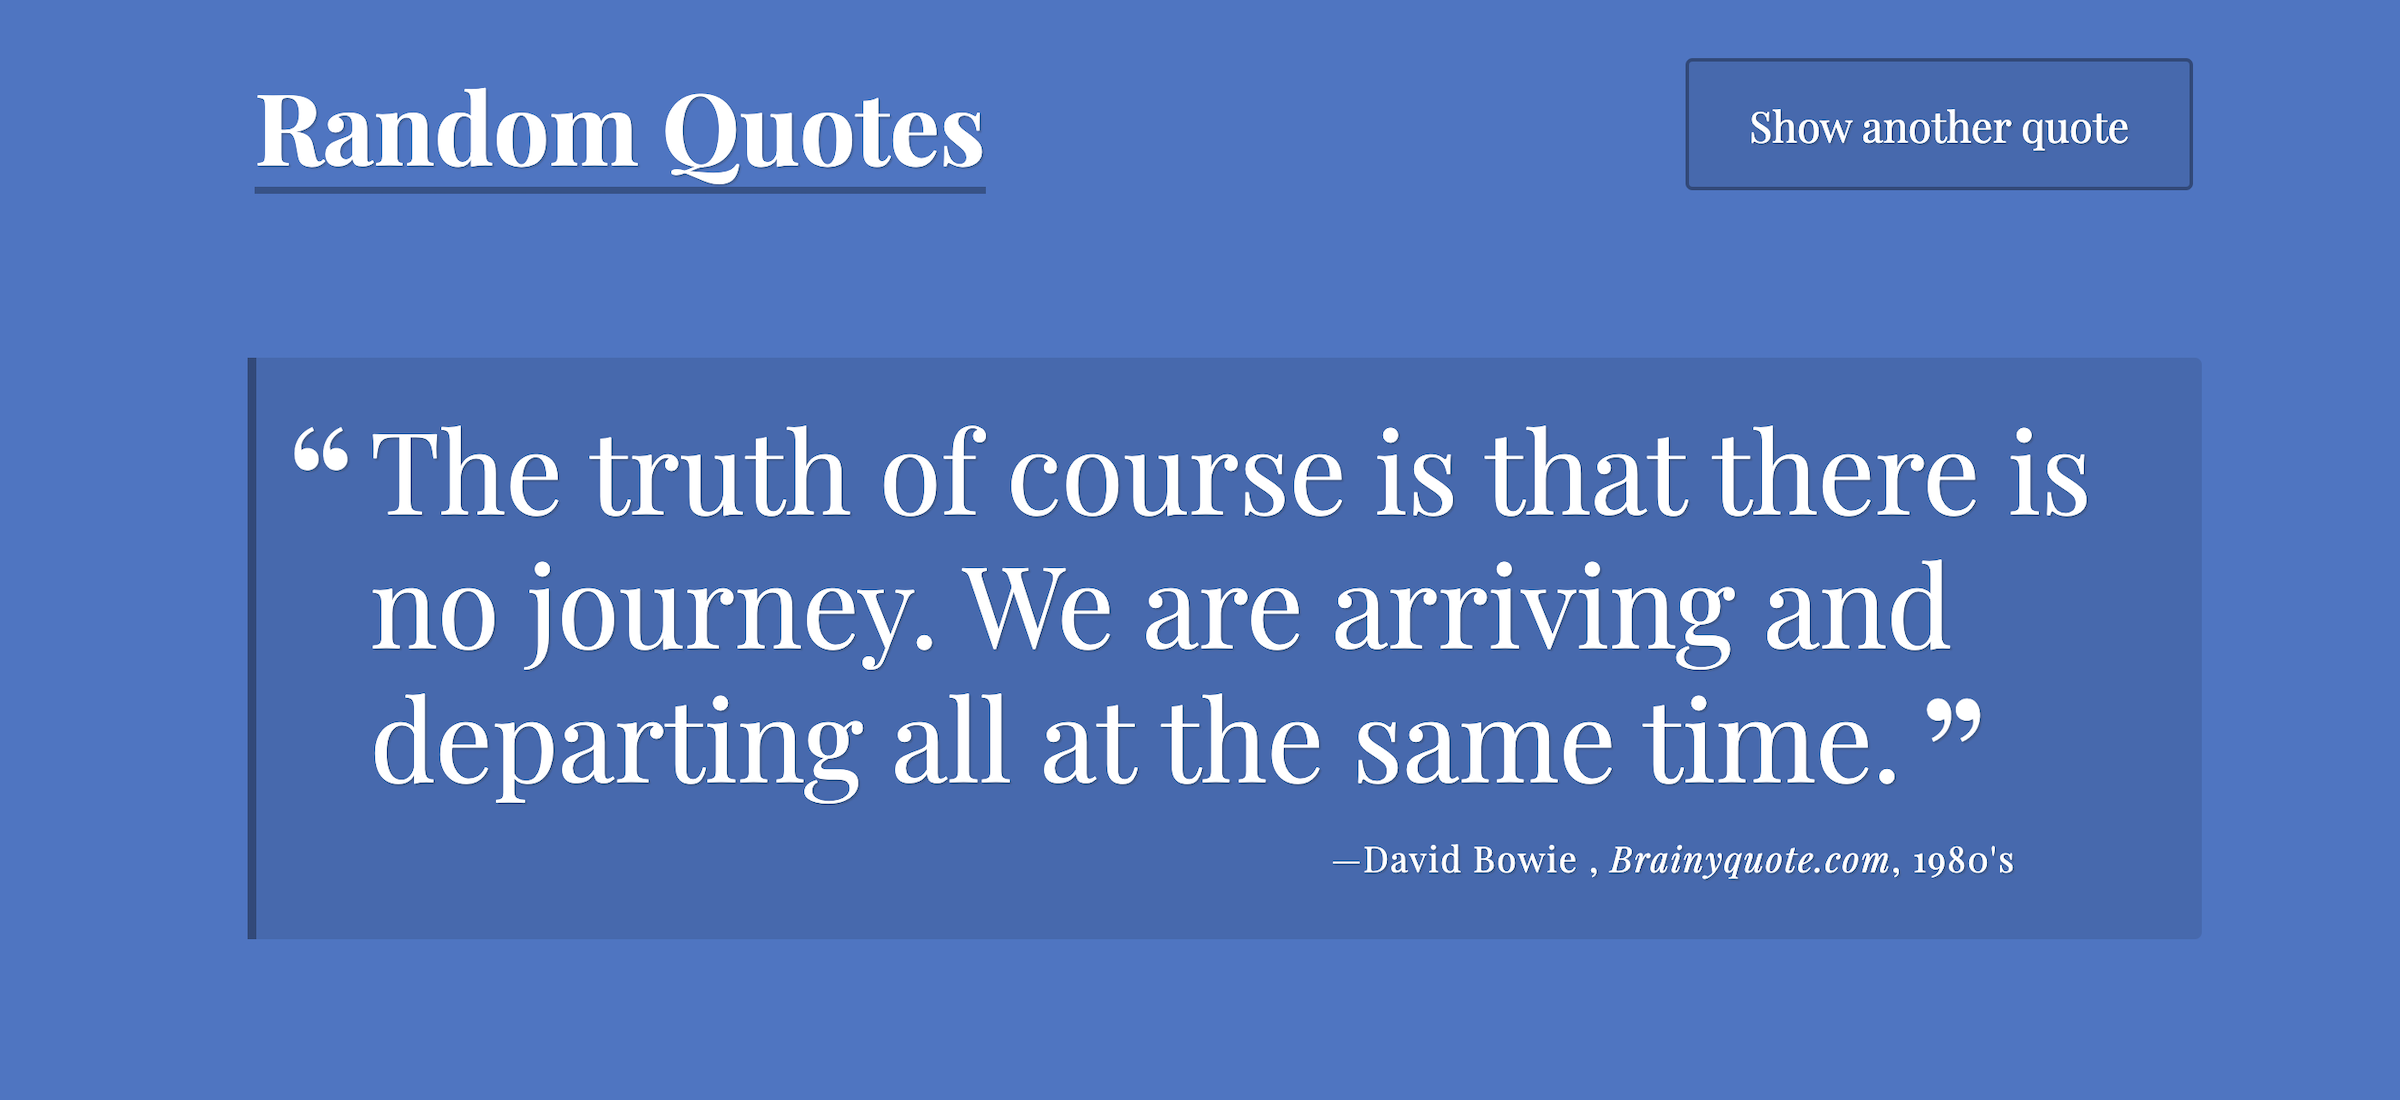 Random Quotes
Show another quote
“ The truth of course is that there is
no journey. We are arriving and
departing all at the same time. ”
—David Bowie , Brainyquote.com, 1980's